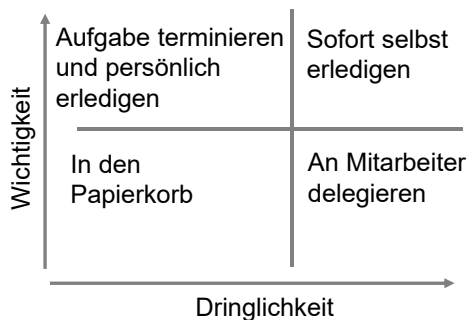 Aufgabe terminieren
und persönlich
erledigen
Sofort selbst
erledigen
Wichtigkeit
In den
Papierkorb
An Mitarbeiter
delegieren
Dringlichkeit